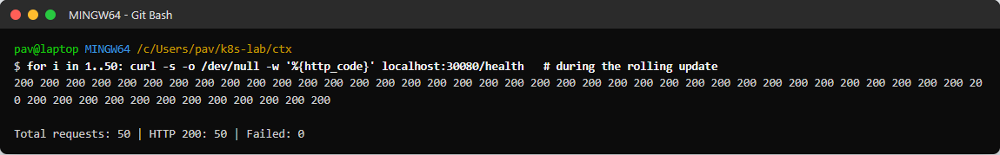 MINGW64 - Git Bash
pav@laptop MINGW64 /c/Users/pav/k8s-lab/ctx
$ for i in 1..50: curl -s -o /dev/null -w '%{http_code}' localhost:30080/health   # during the rolling update
200 200 200 200 200 200 200 200 200 200 200 200 200 200 200 200 200 200 200 200 200 200 200 200 200 200 200 200 200 200 200 200 200 200 200 200 200 20
0 200 200 200 200 200 200 200 200 200 200 200 200
Total requests: 50 | HTTP 200: 50 | Failed: 0